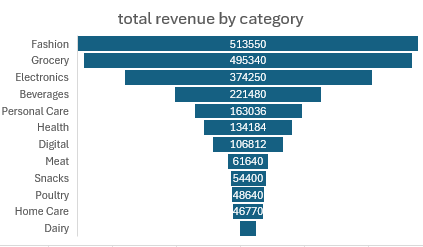 total revenue by category
Fashion 513550
Grocery 495340
Electronics 374250
Beverages 221480
Personal Care 163036
Health 134184
Digital 106812
Meat 61640
Snacks 54400
Poultry 48640
Home Care 46770
Dairy